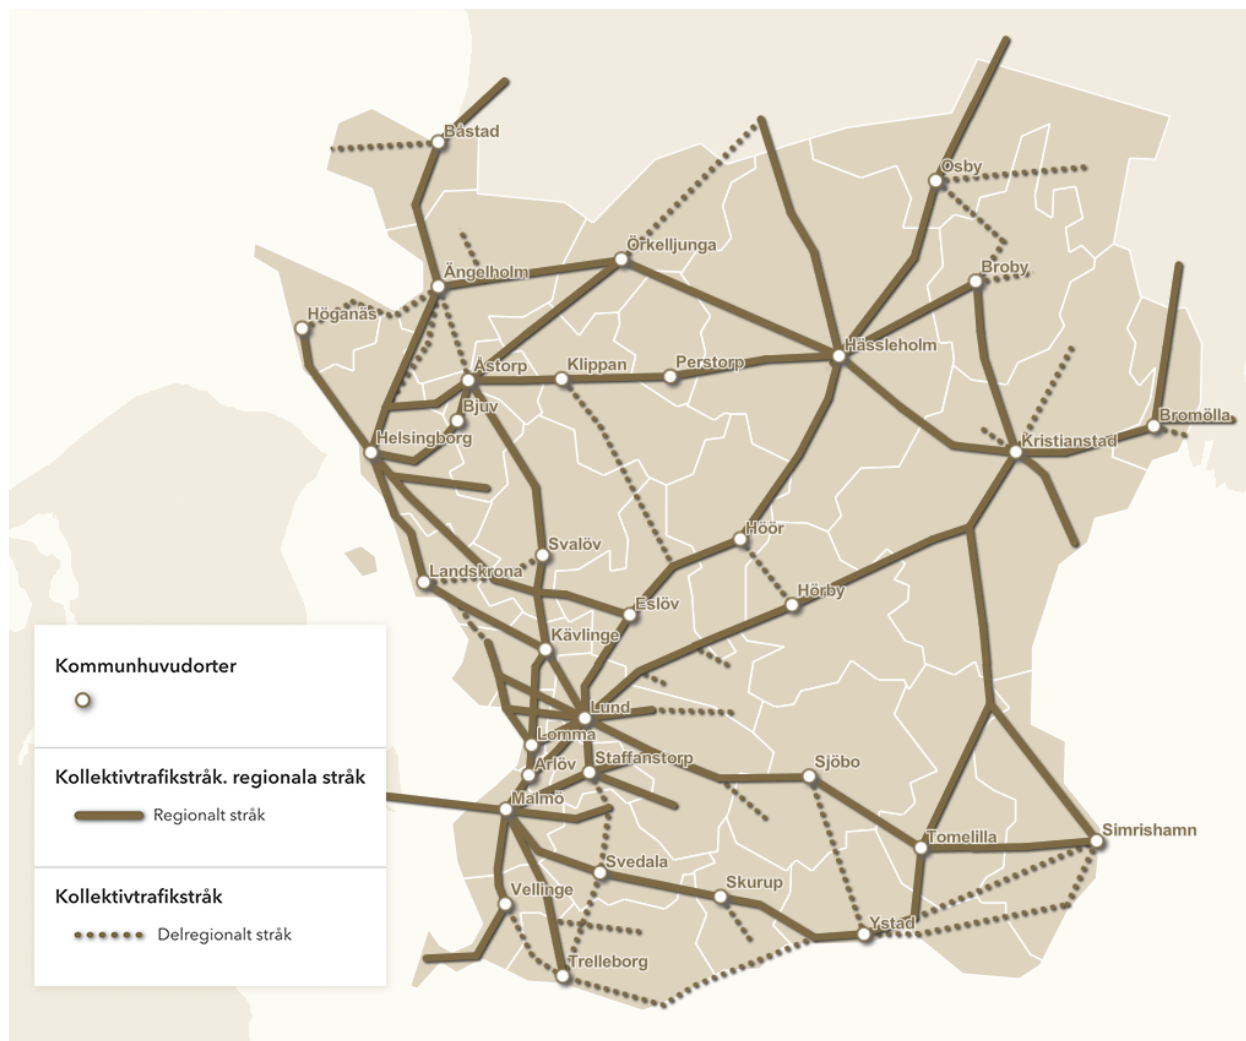 Båstad
Osby
Örkelljunga
Ängelholm
Broby
Höganäs
Hässleholm
Åstorp
Klippan
Perstorp
Bjuv
Bromölla
Helsingborg
Kristianstad
Höör
Svalöv
Landskrona
Hörby
Eslöv
Kävlinge
Lund
Lomma
Arlöv
Staffanstorp
Sjöbo
Malmö
Simrishamn
Tomelilla
Svedala
Skurup
Vellinge
Ystad
Trelleborg
Kommunhuvudorter
Kollektivtrafikstråk. regionala stråk
Regionalt stråk
Kollektivtrafikstråk
Delregionalt stråk